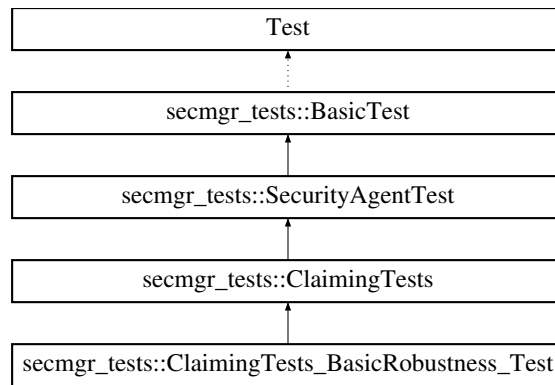 Test
secmgr_tests::BasicTest
secmgr_tests::SecurityAgentTest
secmgr_tests::ClaimingTests
secmgr_tests::ClaimingTests_BasicRobustness_Test